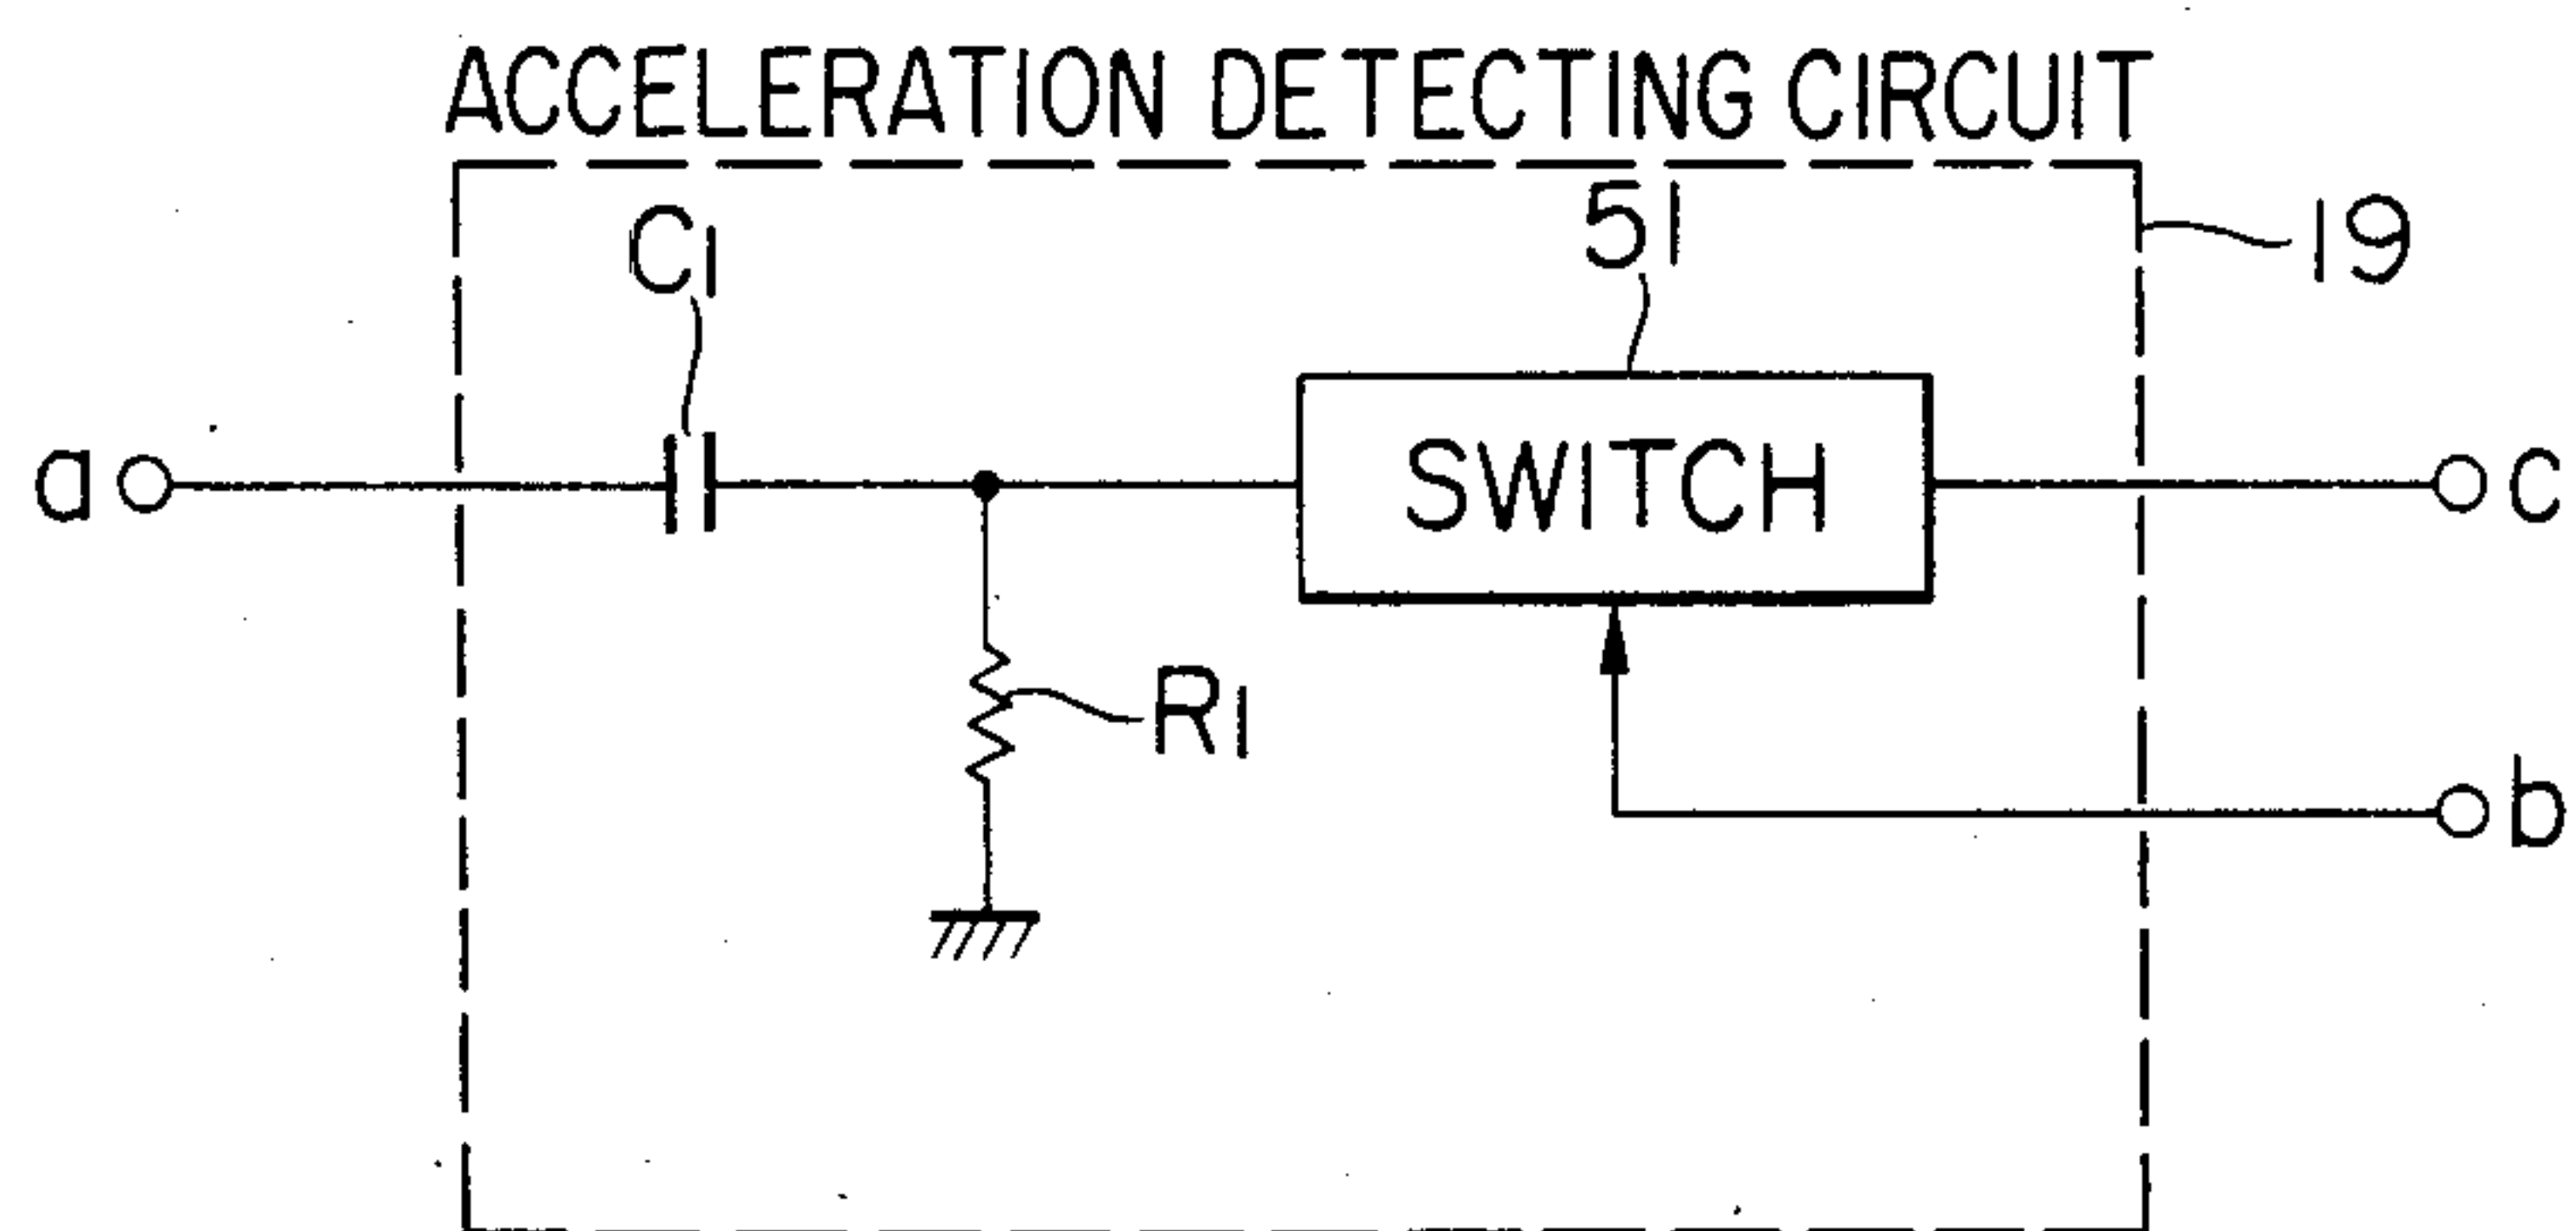 ACCELERATION DETECTING CIRCUIT
C1
51
19
a
SWITCH
c
R1
b